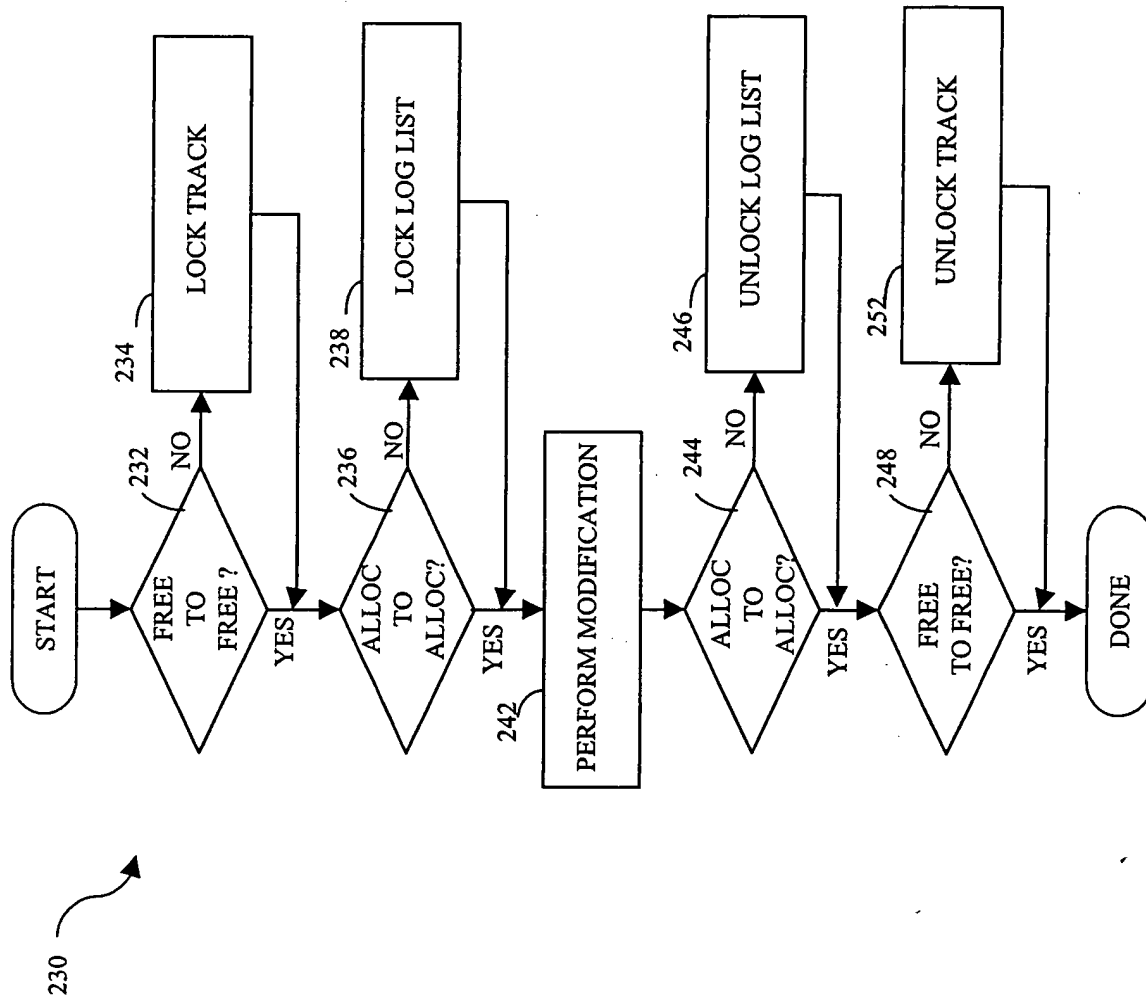 230
START
232
FREE
TO
FREE ?
NO
YES
234
LOCK TRACK
236
ALLOC
TO
ALLOC?
NO
YES
238
LOCK LOG LIST
242
PERFORM MODIFICATION
244
ALLOC
TO
ALLOC?
NO
YES
246
UNLOCK LOG LIST
248
FREE
TO FREE?
NO
YES
252
UNLOCK TRACK
DONE